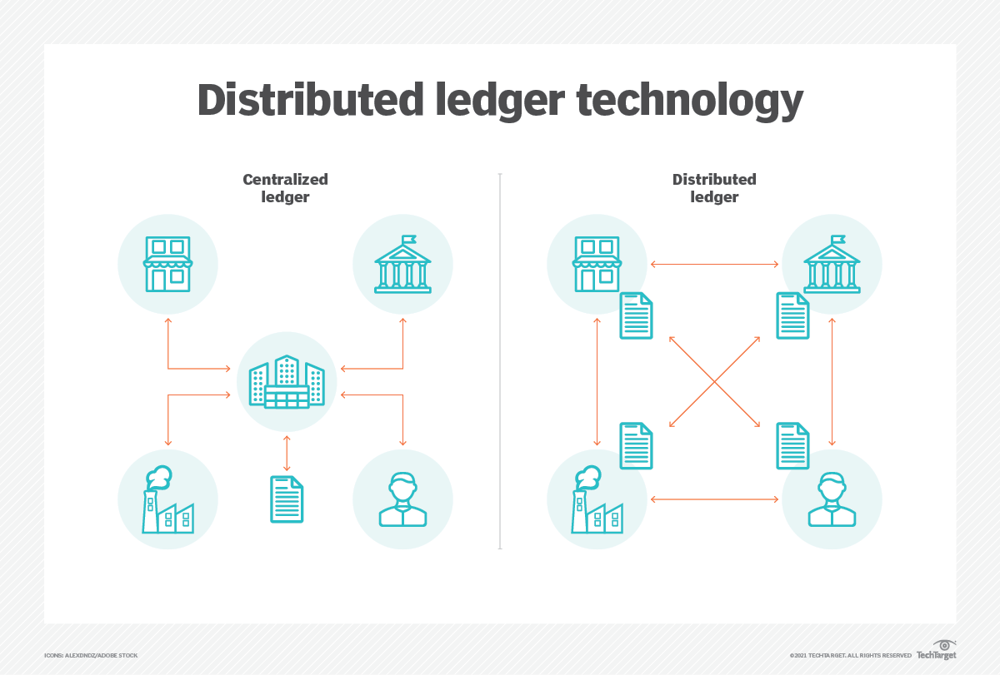 Distributed ledger technology
Centralized
ledger
Distributed
ledger
ICONS: ALEXDNDZ/ADOBE STOCK
©2021 TECHTARGET. ALL RIGHTS RESERVED
TechTarget